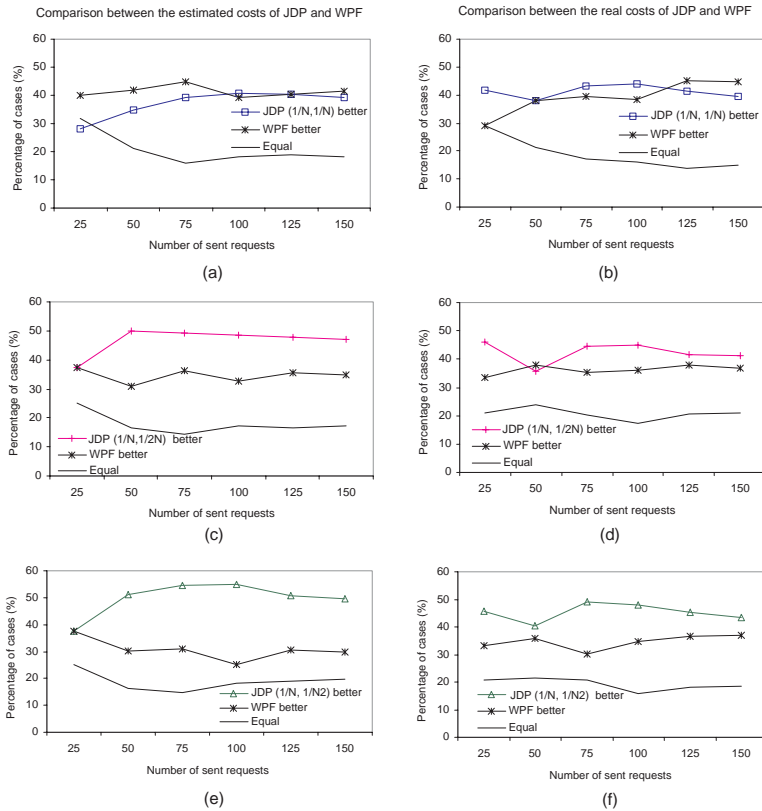 Comparison between the estimated costs of JDP and WPF
Percentage of cases (%)
60
50
40
30
20
10
0
JDP (1/N,1/N) better
WPF better
Equal
25 50 75 100 125 150
Number of sent requests
(a)
Comparison between the real costs of JDP and WPF
Percentage of cases (%)
60
50
40
30
20
10
0
JDP (1/N, 1/N) better
WPF better
Equal
25 50 75 100 125 150
Number of sent requests
(b)
Percentage of cases (%)
60
50
40
30
20
10
0
JDP (1/N,1/2N) better
WPF better
Equal
25 50 75 100 125 150
Number of sent requests
(c)
Percentage of cases (%)
60
50
40
30
20
10
0
JDP (1/N, 1/2N) better
WPF better
Equal
25 50 75 100 125 150
Number of sent requests
(d)
Percentage of cases (%)
60
50
40
30
20
10
0
JDP (1/N, 1/N2) better
WPF better
Equal
25 50 75 100 125 150
Number of sent requests
(e)
Percentage of cases (%)
60
50
40
30
20
10
0
JDP (1/N, 1/N2) better
WPF better
Equal
25 50 75 100 125 150
Number of sent requests
(f)